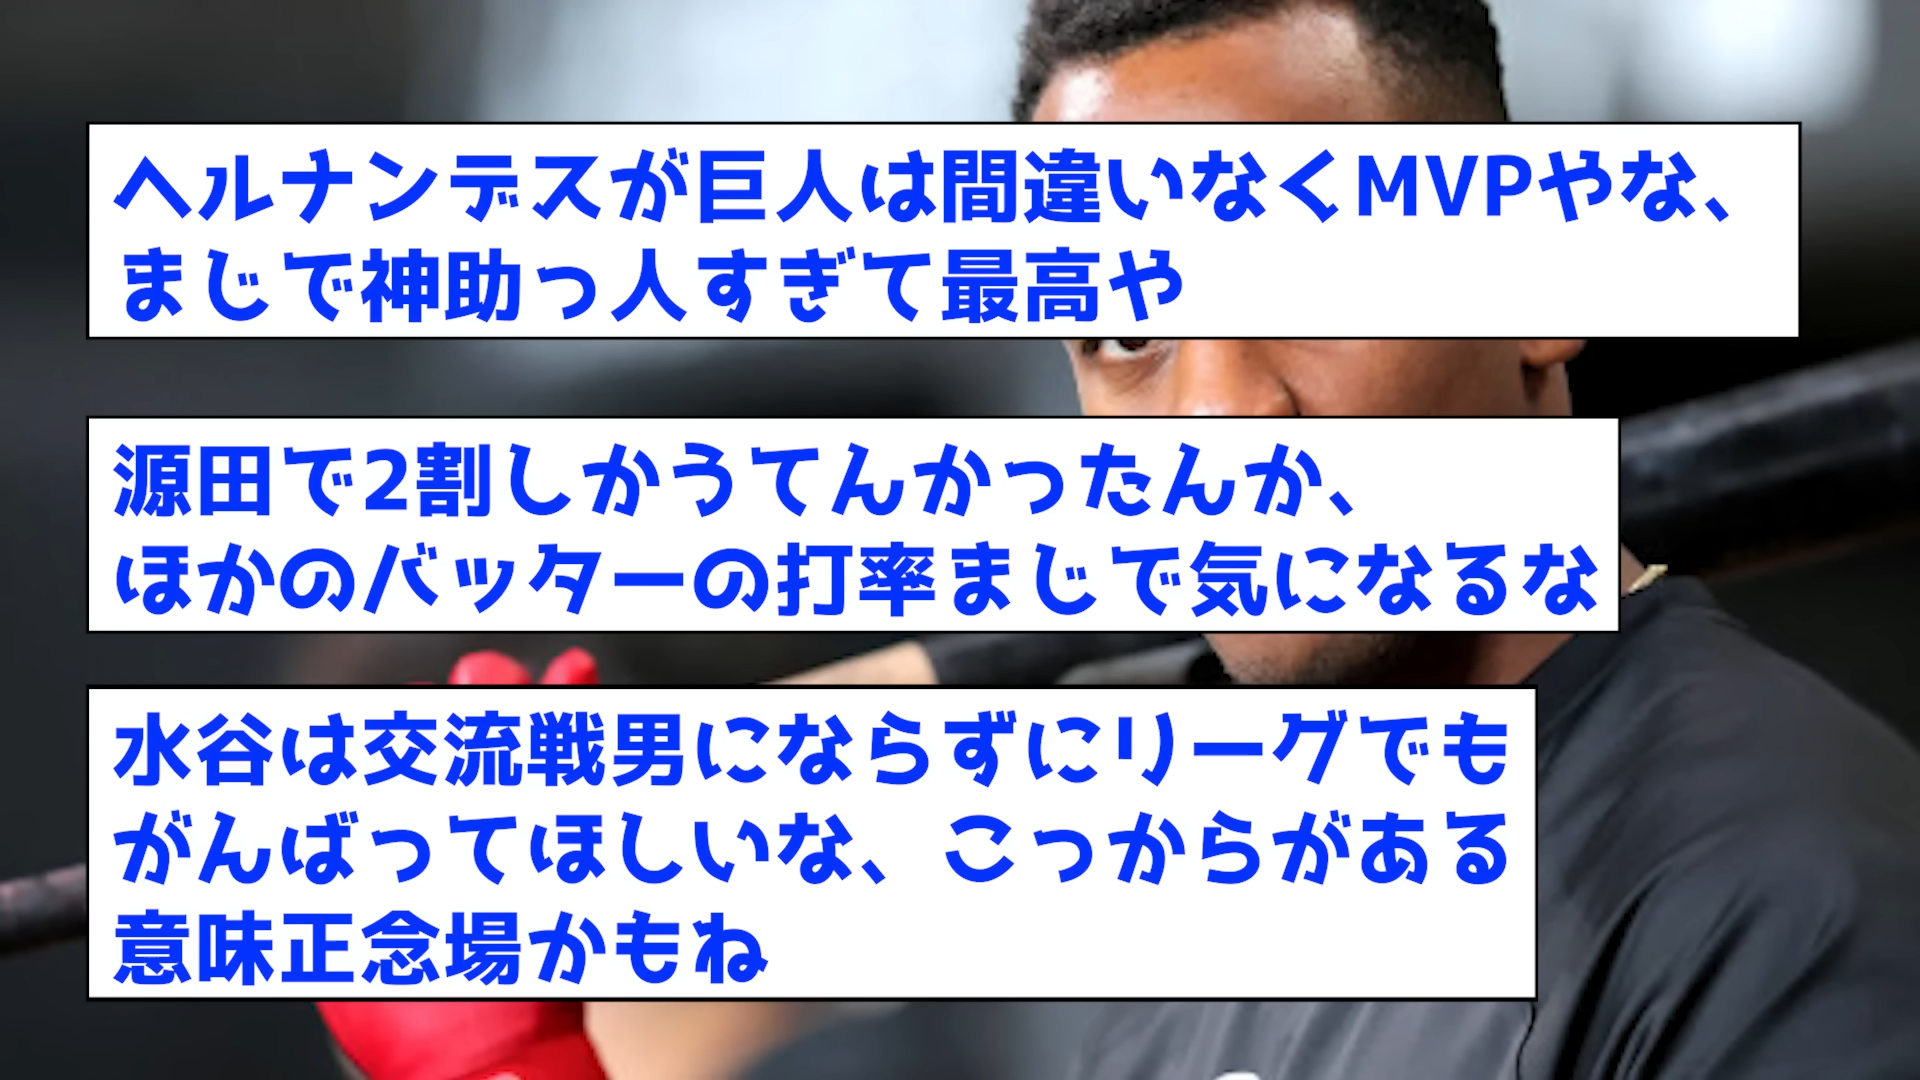 ヘルナンデスが巨人は間違いなくMVPやな、
まじで神助っ人すぎて最高や
源田で2割しかうてんかったんか、
ほかのバッターの打率まじで気になるな
水谷は交流戦男にならずにリーグでも
がんばってほしいな、こっからがある
意味正念場かもね